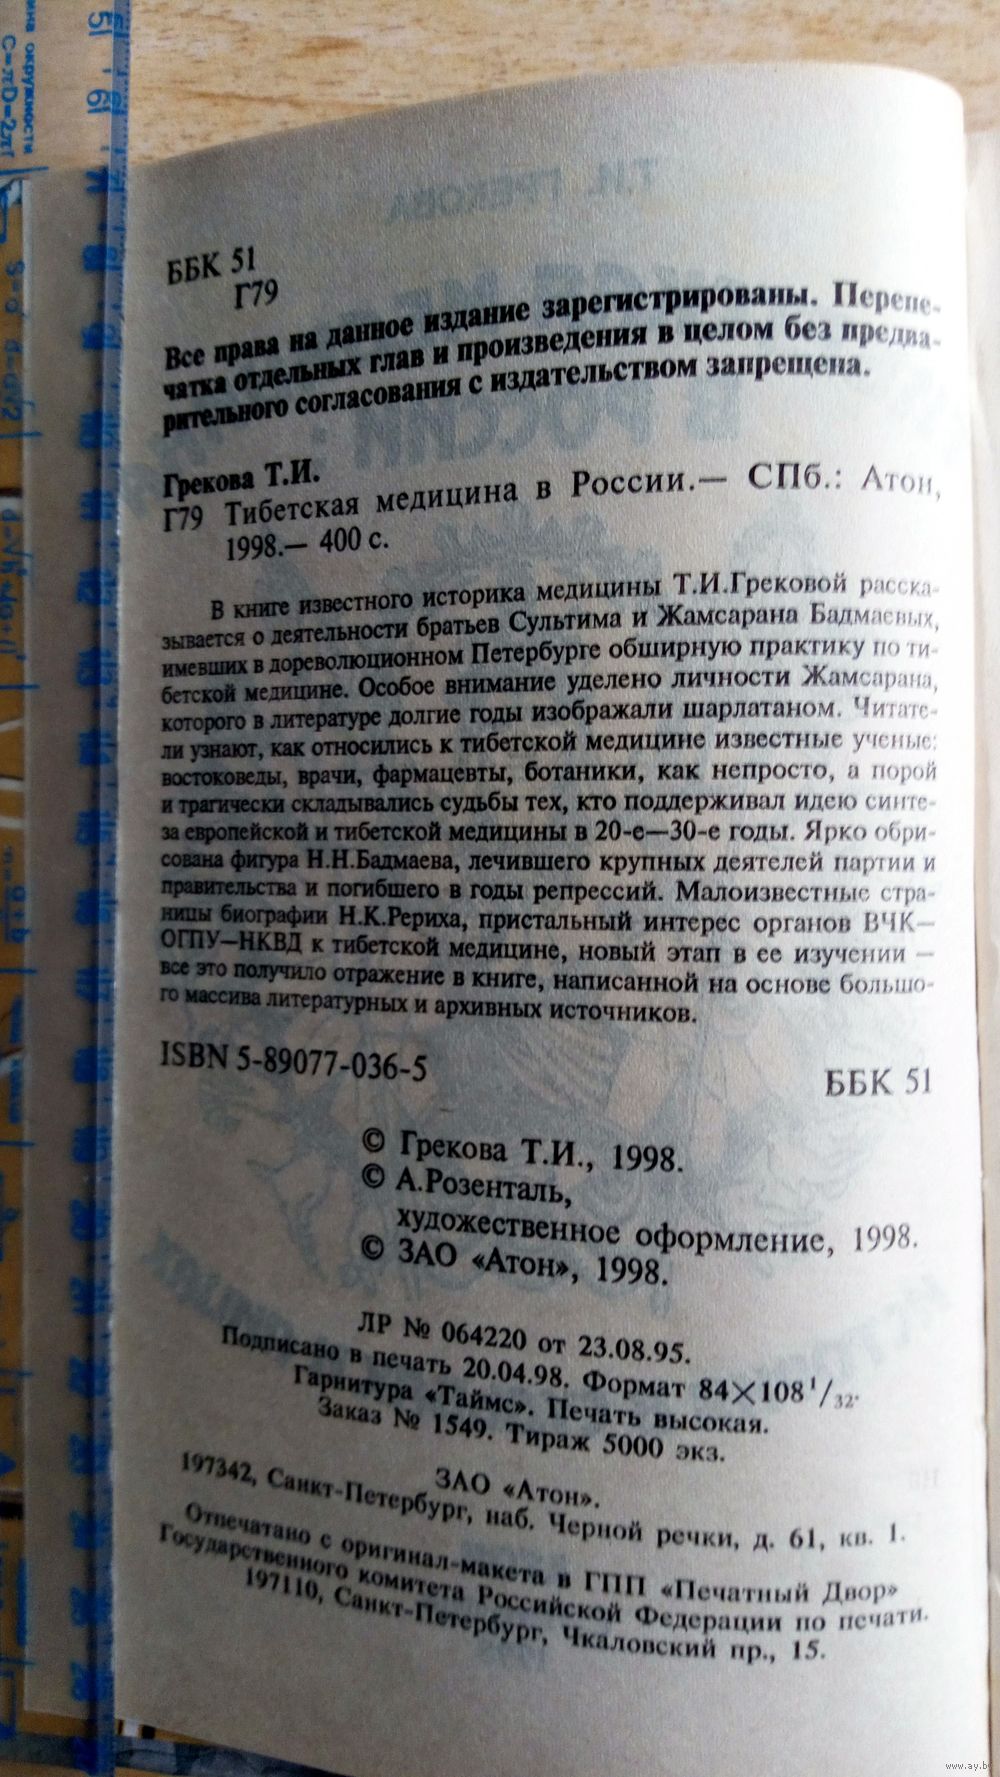 ББК 51
Г79
Все права на данное издание зарегистрированы. Перепе-
чатка отдельных глав и произведения в целом без предва-
рительного согласования с издательством запрещена.
Грекова Т.И.
Г79 Тибетская медицина в России.— СПб.: Атон,
1998.— 400 с.
В книге известного историка медицины Т.И.Грековой расска-
зывается о деятельности братьев Сультима и Жамсарана Бадмаевых,
имевших в дореволюционном Петербурге обширную практику по ти-
бетской медицине. Особое внимание уделено личности Жамсарана,
которого в литературе долгие годы изображали шарлатаном. Читате-
ли узнают, как относились к тибетской медицине известные ученые:
востоковеды, врачи, фармацевты, ботаники, как непросто, а порой
и трагически складывались судьбы тех, кто поддерживал идею синте-
за европейской и тибетской медицины в 20-е—30-е годы. Ярко обри-
сована фигура Н.Н.Бадмаева, лечившего крупных деятелей партии и
правительства и погибшего в годы репрессий. Малоизвестные стра-
ницы биографии Н.К.Рериха, пристальный интерес органов ВЧК—
ОГПУ—НКВД к тибетской медицине, новый этап в ее изучении —
все это получило отражение в книге, написанной на основе большо-
го массива литературных и архивных источников.
ISBN 5-89077-036-5
ББК 51
© Грекова Т.И., 1998.
© А.Розенталь,
художественное оформление, 1998.
© ЗАО «Атон», 1998.
ЛР № 064220 от 23.08.95.
Подписано в печать 20.04.98. Формат 84×108 1/32.
Гарнитура «Таймс». Печать высокая.
Заказ № 1549. Тираж 5000 экз.
ЗАО «Атон».
197342, Санкт-Петербург, наб. Черной речки, д. 61, кв. 1.
Отпечатано с оригинал-макета в ГПП «Печатный Двор»
Государственного комитета Российской Федерации по печати.
197110, Санкт-Петербург, Чкаловский пр., 15.
www.ay.by